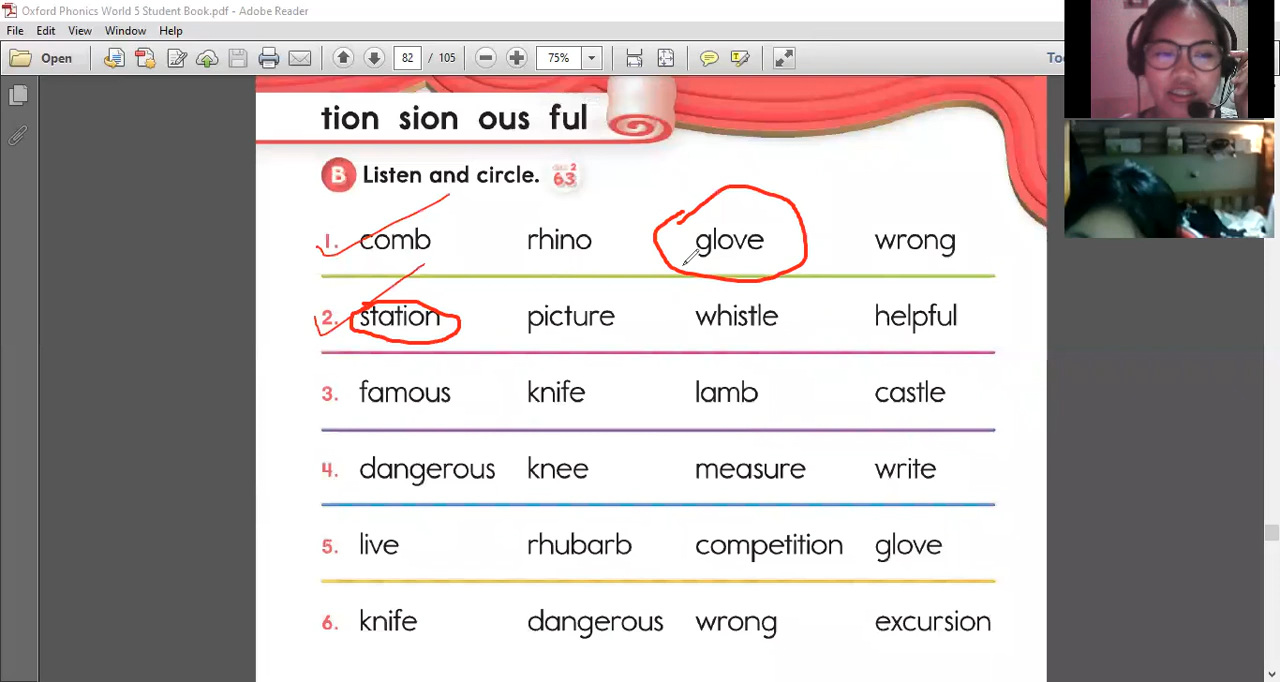 Oxford Phonics World 5 Student Book.pdf - Adobe Reader
File Edit View Window Help
Open 82 / 105 75%
tion sion ous ful
B Listen and circle. 63
1. comb rhino glove wrong
2. station picture whistle helpful
3. famous knife lamb castle
4. dangerous knee measure write
5. live rhubarb competition glove
6. knife dangerous wrong excursion